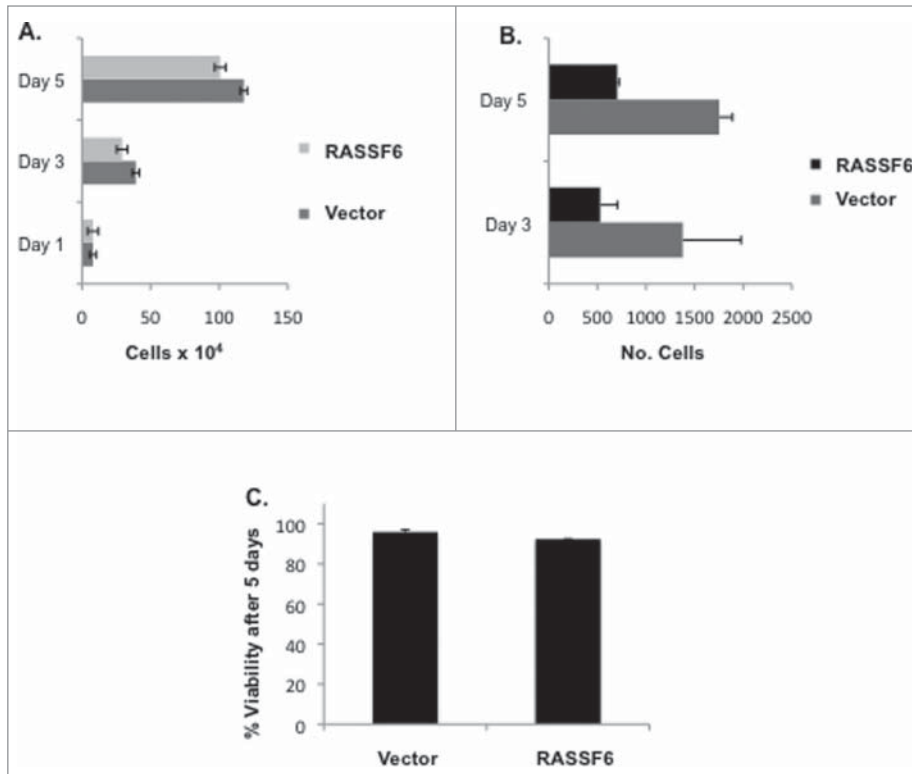 A.
Day 5
Day 3
Day 1
RASSF6
Vector
0 50 100 150
Cells x 10⁴
B.
Day 5
Day 3
RASSF6
Vector
0 500 1000 1500 2000 2500
No. Cells
C.
% Viability after 5 days
100
80
60
40
20
0
Vector RASSF6